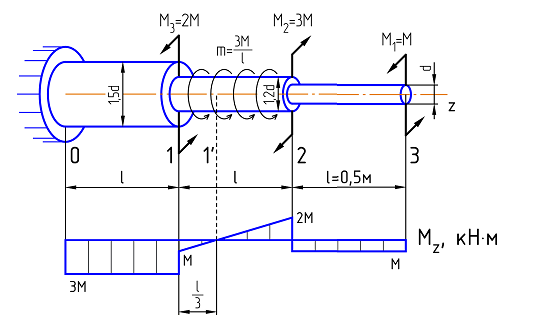 M₃=2M
M₂=3M
M₁=M
m=3M/l
1,5d
1,2d
d
z
0
1
1'
2
3
l
l
l=0,5м
2M
M_z, кН·м
M
M
3M
l/3